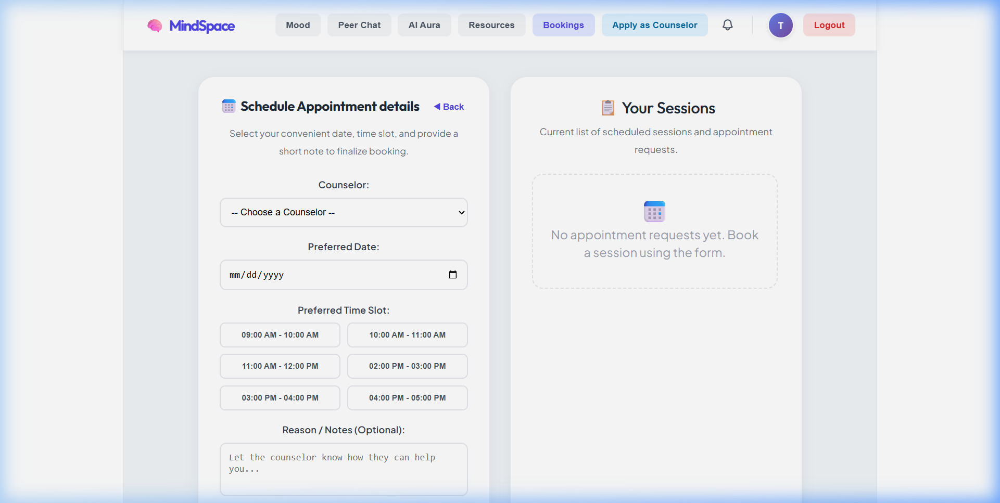 MindSpace
Mood
Peer Chat
AI Aura
Resources
Bookings
Apply as Counselor
T
Logout
Schedule Appointment details
◀ Back
Select your convenient date, time slot, and provide a
short note to finalize booking.
Counselor:
-- Choose a Counselor --
Preferred Date:
mm/dd/yyyy
Preferred Time Slot:
09:00 AM - 10:00 AM
10:00 AM - 11:00 AM
11:00 AM - 12:00 PM
02:00 PM - 03:00 PM
03:00 PM - 04:00 PM
04:00 PM - 05:00 PM
Reason / Notes (Optional):
Let the counselor know how they can help
you...
Your Sessions
Current list of scheduled sessions and appointment
requests.
No appointment requests yet. Book
a session using the form.